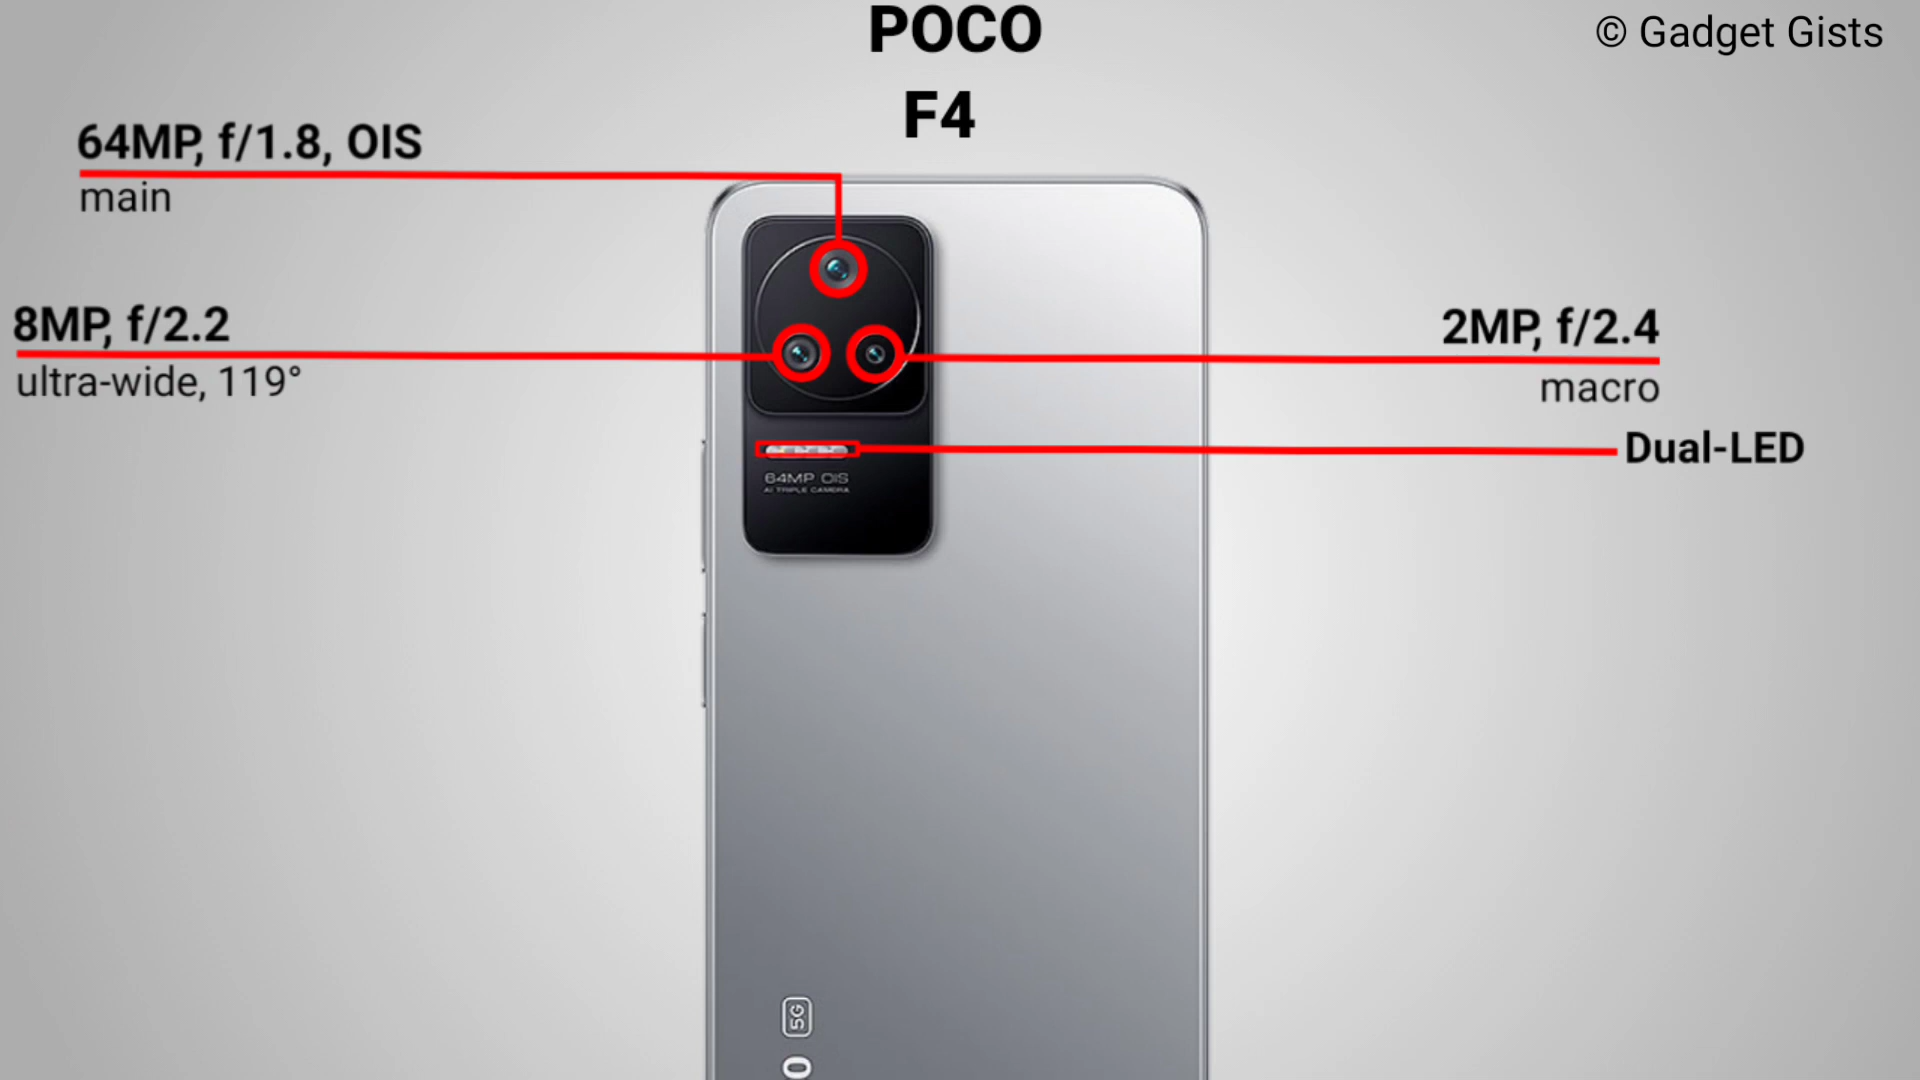 POCO
F4
© Gadget Gists
64MP, f/1.8, OIS
main
8MP, f/2.2
ultra-wide, 119°
2MP, f/2.4
macro
Dual-LED
64MP OIS
AI TRIPLE CAMERA
5G
O